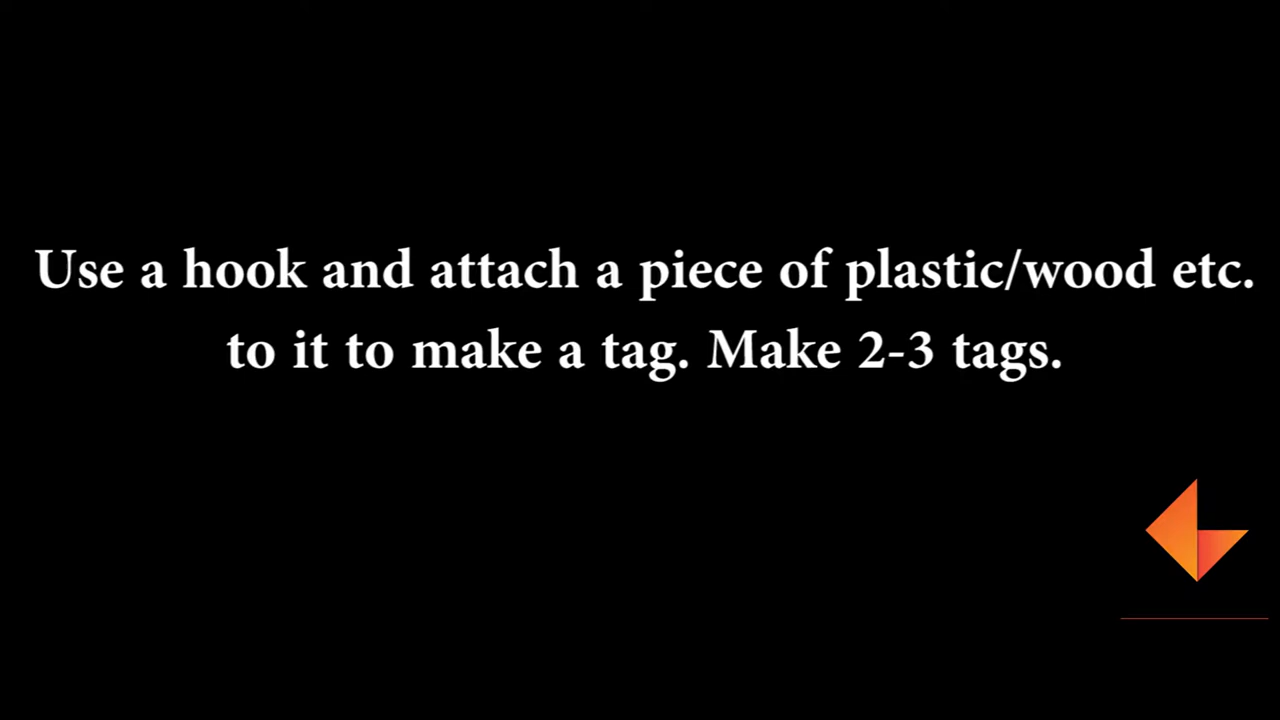 Use a hook and attach a piece of plastic/wood etc.
to it to make a tag. Make 2-3 tags.